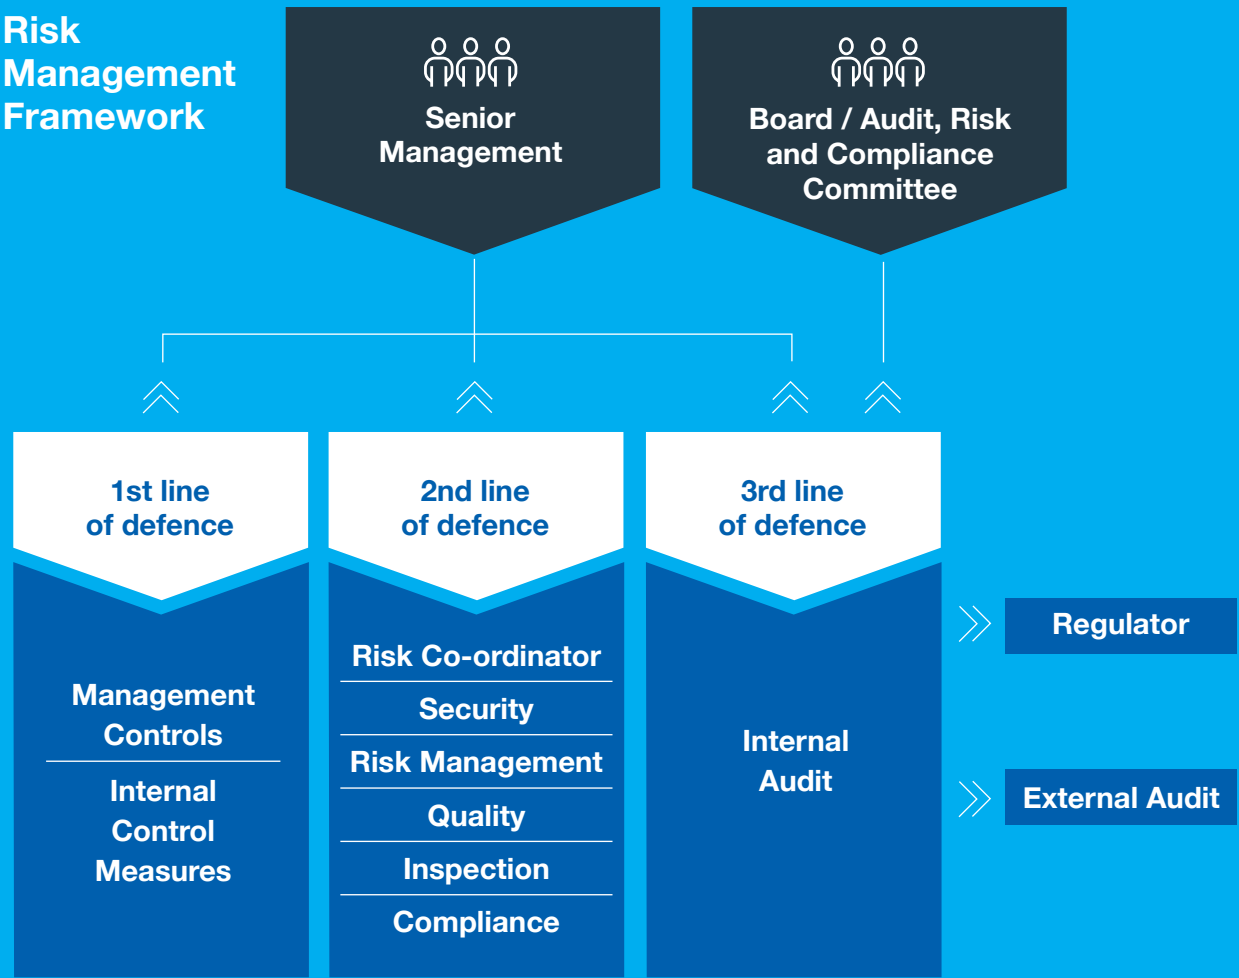 Risk
Management
Framework
Senior
Management
Board / Audit, Risk
and Compliance
Committee
1st line
of defence
2nd line
of defence
3rd line
of defence
Management
Controls
Internal
Control
Measures
Risk Co-ordinator
Security
Risk Management
Quality
Inspection
Compliance
Internal
Audit
Regulator
External Audit